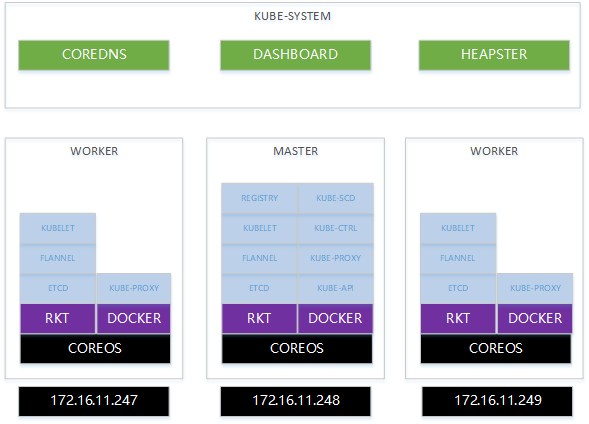 KUBE-SYSTEM
COREDNS DASHBOARD HEAPSTER
WORKER MASTER WORKER
REGISTRY KUBE-SCD
KUBELET KUBELET KUBE-CTRL KUBELET
FLANNEL FLANNEL KUBE-PROXY FLANNEL
ETCD KUBE-PROXY ETCD KUBE-API ETCD KUBE-PROXY
RKT DOCKER RKT DOCKER RKT DOCKER
COREOS COREOS COREOS
172.16.11.247 172.16.11.248 172.16.11.249